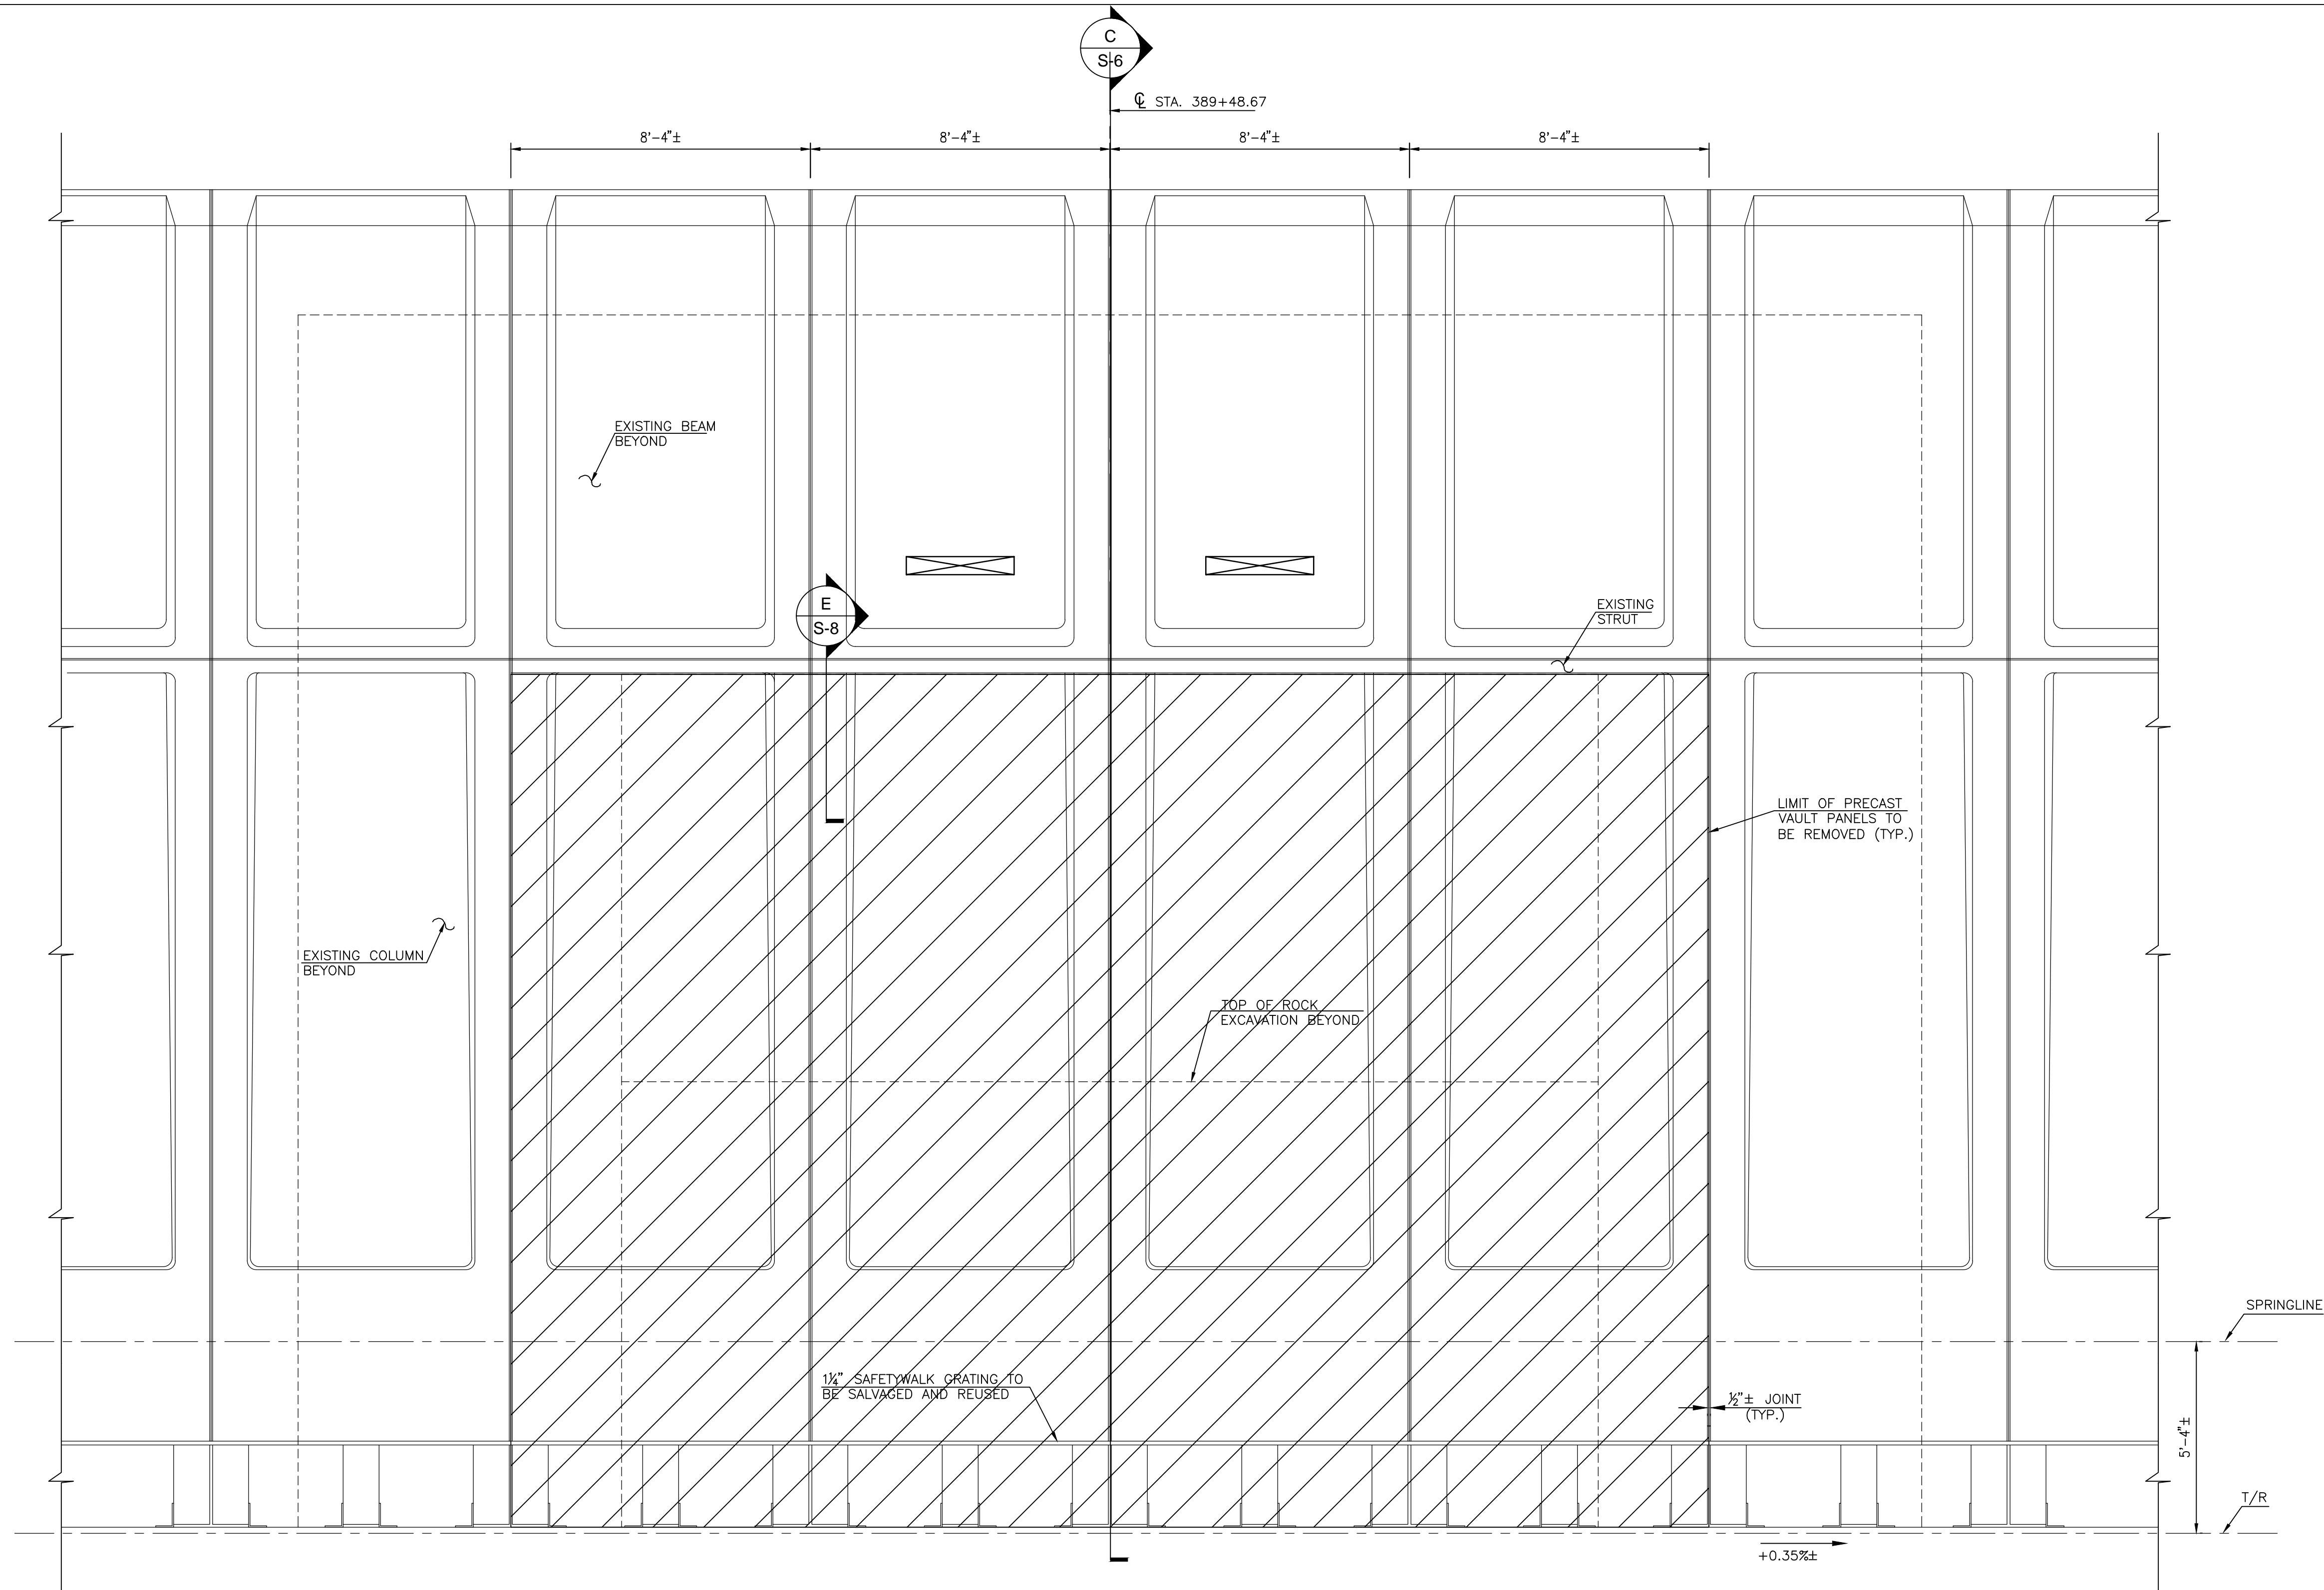 C
S-6
℄ STA. 389+48.67
8'-4"±
8'-4"±
8'-4"±
8'-4"±
EXISTING BEAM
BEYOND
E
S-8
EXISTING
STRUT
LIMIT OF PRECAST
VAULT PANELS TO
BE REMOVED (TYP.)
EXISTING COLUMN
BEYOND
TOP OF ROCK
EXCAVATION BEYOND
SPRINGLINE
1¼" SAFETYWALK GRATING TO
BE SALVAGED AND REUSED
½"± JOINT
(TYP.)
5'-4"±
T/R
+0.35%±